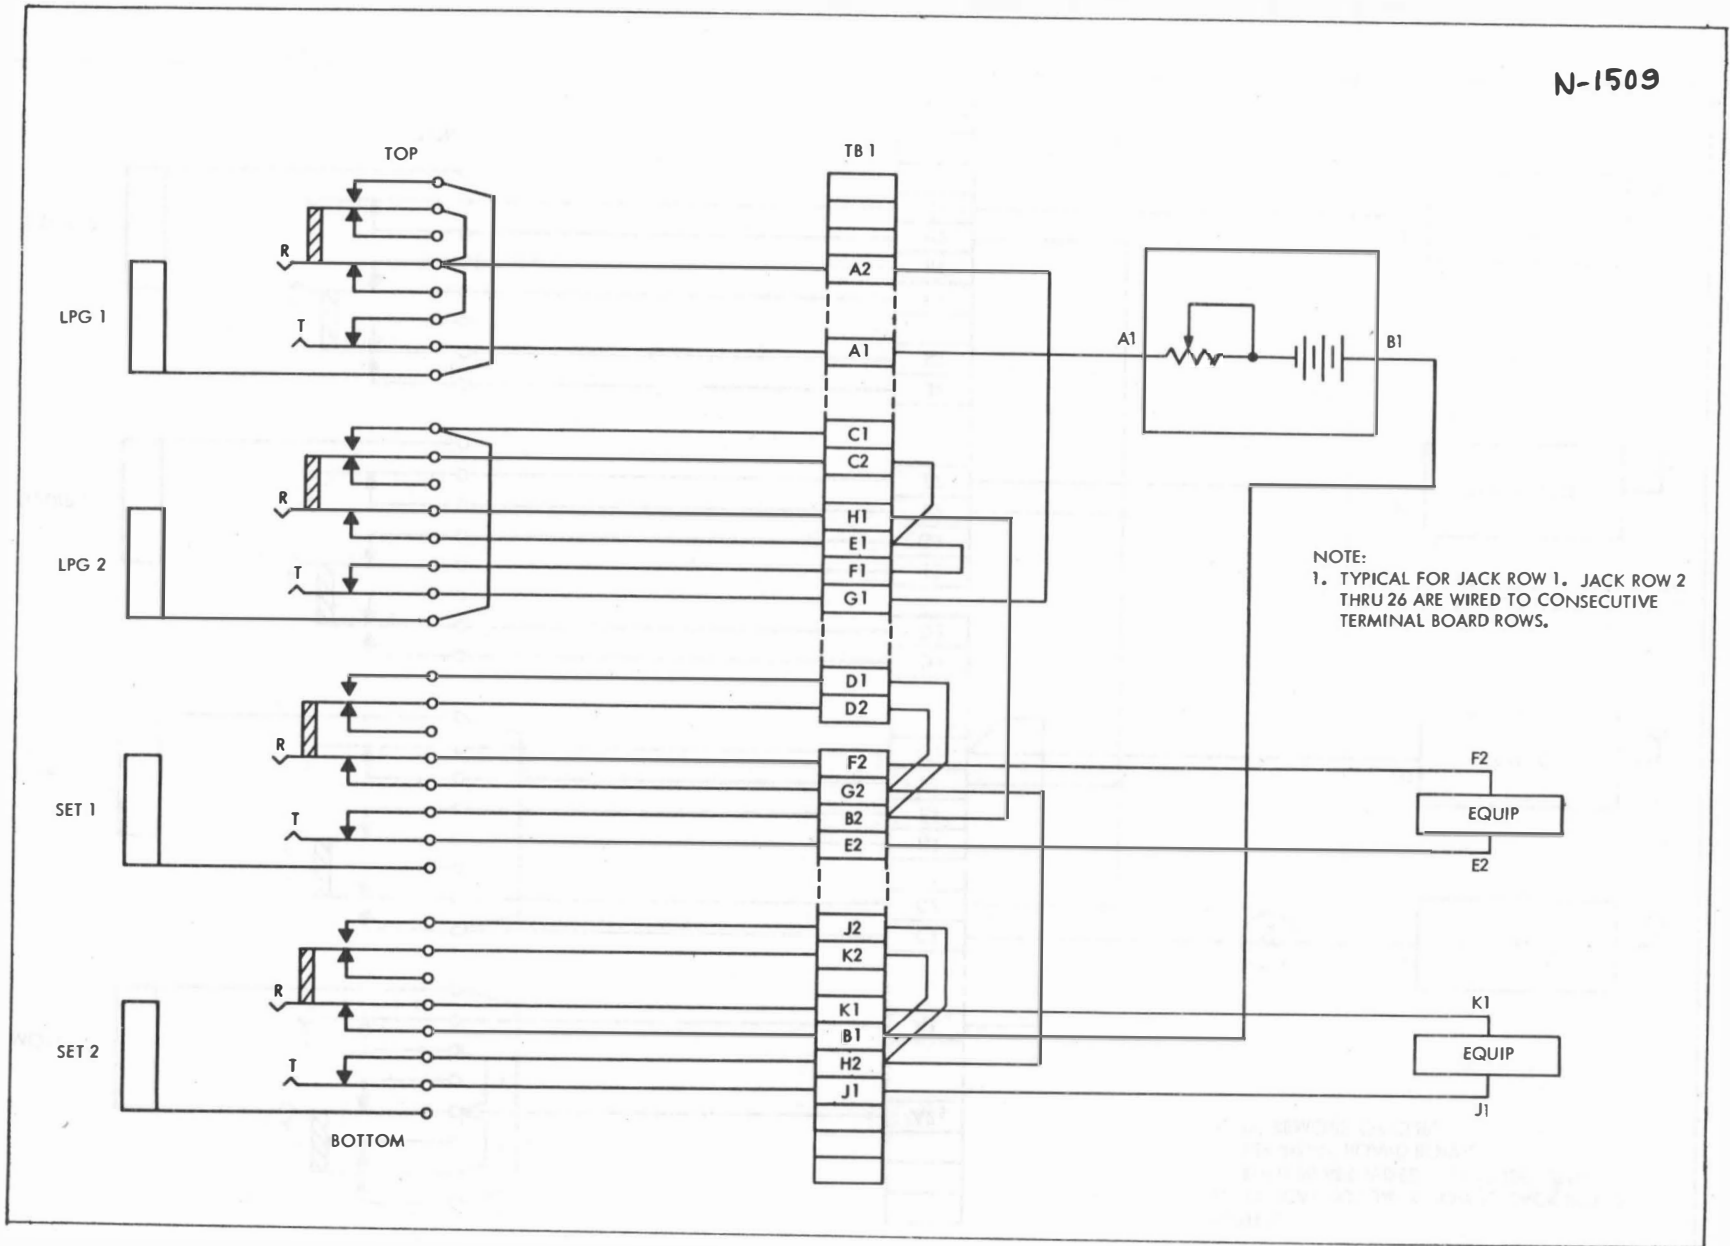 N-1509
TOP
TB 1
R
A2
LPG 1
T
A1
A1
B1
C1
C2
R
H1
E1
LPG 2
T
F1
G1
NOTE:
1. TYPICAL FOR JACK ROW 1. JACK ROW 2
THRU 26 ARE WIRED TO CONSECUTIVE
TERMINAL BOARD ROWS.
D1
D2
R
F2
F2
G2
SET 1
T
B2
EQUIP
E2
E2
J2
K2
R
K1
K1
B1
SET 2
T
H2
EQUIP
J1
J1
BOTTOM